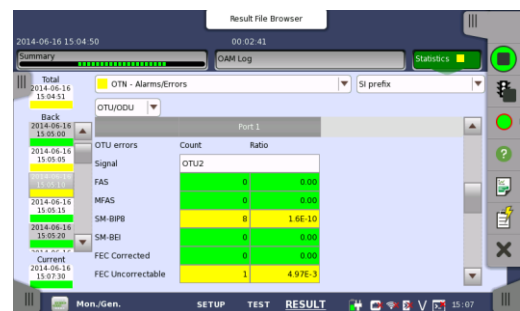 Result File Browser
2014-06-16 15:04:50
00:02:41
Summary
OAM Log
Statistics
Total
2014-06-16
15:04:51
OTN - Alarms/Errors
SI prefix
OTU/ODU
Back
2014-06-16
15:05:00
2014-06-16
15:05:05
2014-06-16
15:05:10
2014-06-16
15:05:15
2014-06-16
15:05:20
Current
2014-06-16
15:07:30
Port 1
OTU errors Count Ratio
Signal OTU2
FAS 0 0.00
MFAS 0 0.00
SM-BIP8 8 1.6E-10
SM-BEI 0 0.00
FEC Corrected 0 0.00
FEC Uncorrectable 1 4.97E-3
Mon./Gen. SETUP TEST RESULT 15:07